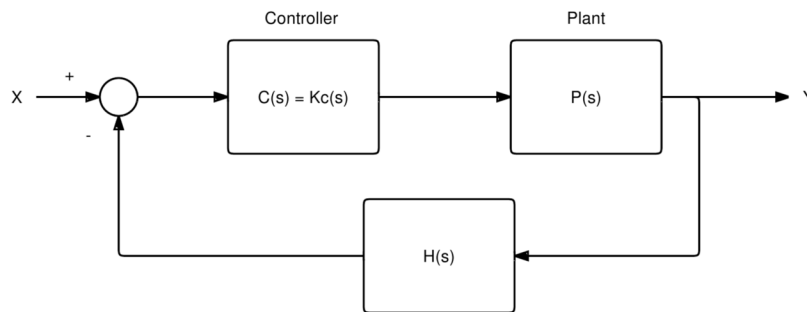 Controller
Plant
+
X
C(s) = Kc(s)
P(s)
Y
-
H(s)